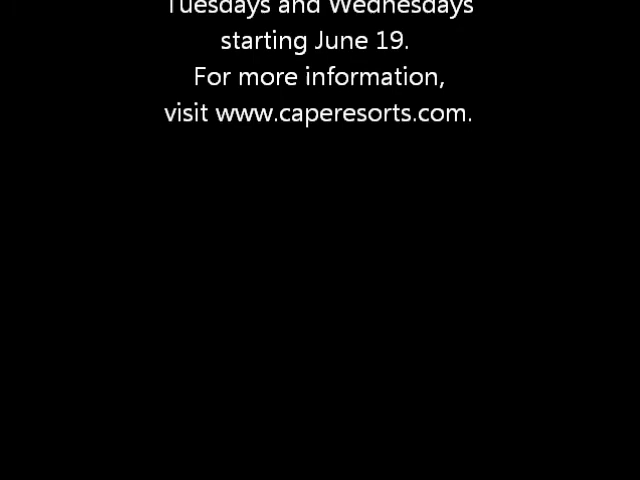 Tuesdays and Wednesdays
starting June 19.
For more information,
visit www.caperesorts.com.